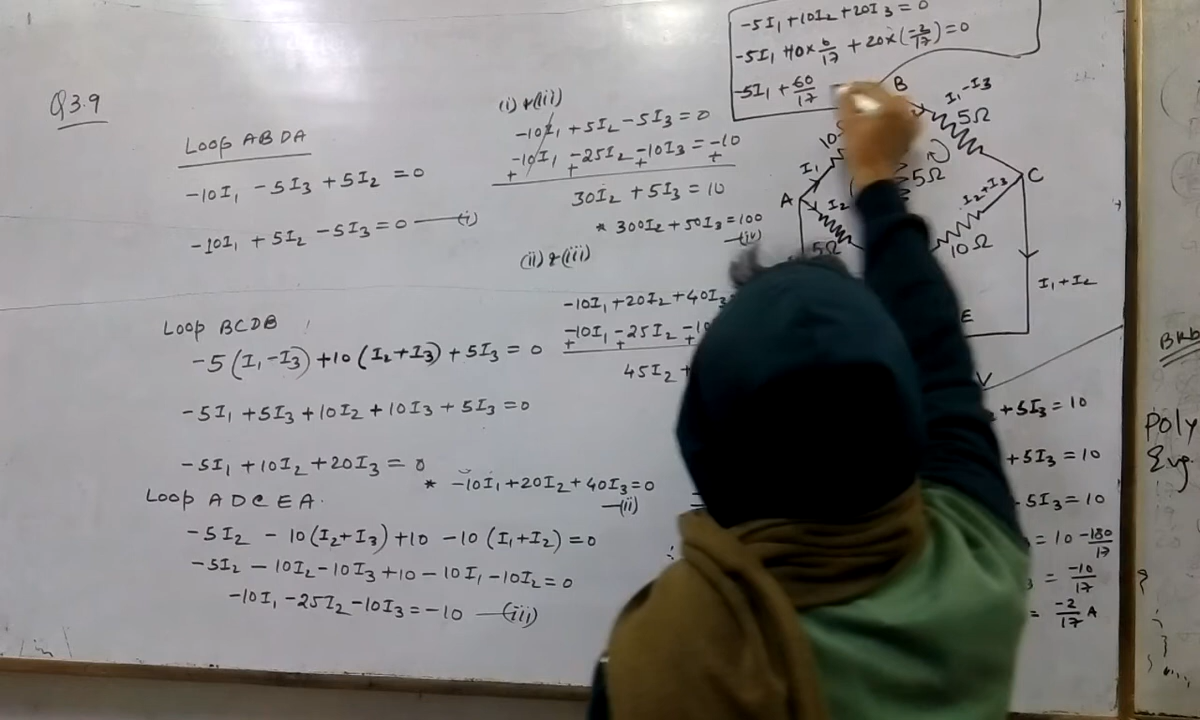 Q 3.9
Loop ABDA
-10I₁ -5I₃ +5I₂ = 0
-10I₁ +5I₂ -5I₃ = 0 —(i)
Loop BCDB
-5(I₁-I₃)+10(I₂+I₃)+5I₃ = 0
-5I₁+5I₃+10I₂+10I₃+5I₃=0
-5I₁+10I₂+20I₃ = 0
* -10I₁+20I₂+40I₃=0
—(ii)
Loop ADCEA.
-5I₂ - 10(I₂+I₃)+10 -10(I₁+I₂)=0
-5I₂ -10I₂-10I₃+10-10I₁-10I₂=0
-10I₁-25I₂-10I₃=-10 —(iii)
(i) & (iii)
-10I₁+5I₂-5I₃=0
-10I₁ -25I₂-10I₃=-10
+ + + +
30I₂+5I₃=10
* 300I₂+50I₃=100
—(iv)
(ii) & (iii)
-10I₁+20I₂+40I₃
-10I₁-25I₂
+ +
45I₂
-5I₁+10I₂+20I₃=0
-5I₁+10×6/17+20×(-2/17)=0
-5I₁+60/17
B
I₁-I₃
5Ω
I₁
5Ω
C
A
I₂
5Ω
I₂+I₃
10Ω
I₁+I₂
E
V
+5I₃=10
+5I₃=10
5I₃=10
= 10-180/17
= -10/17
= -2/17 A
Poly
Eng.